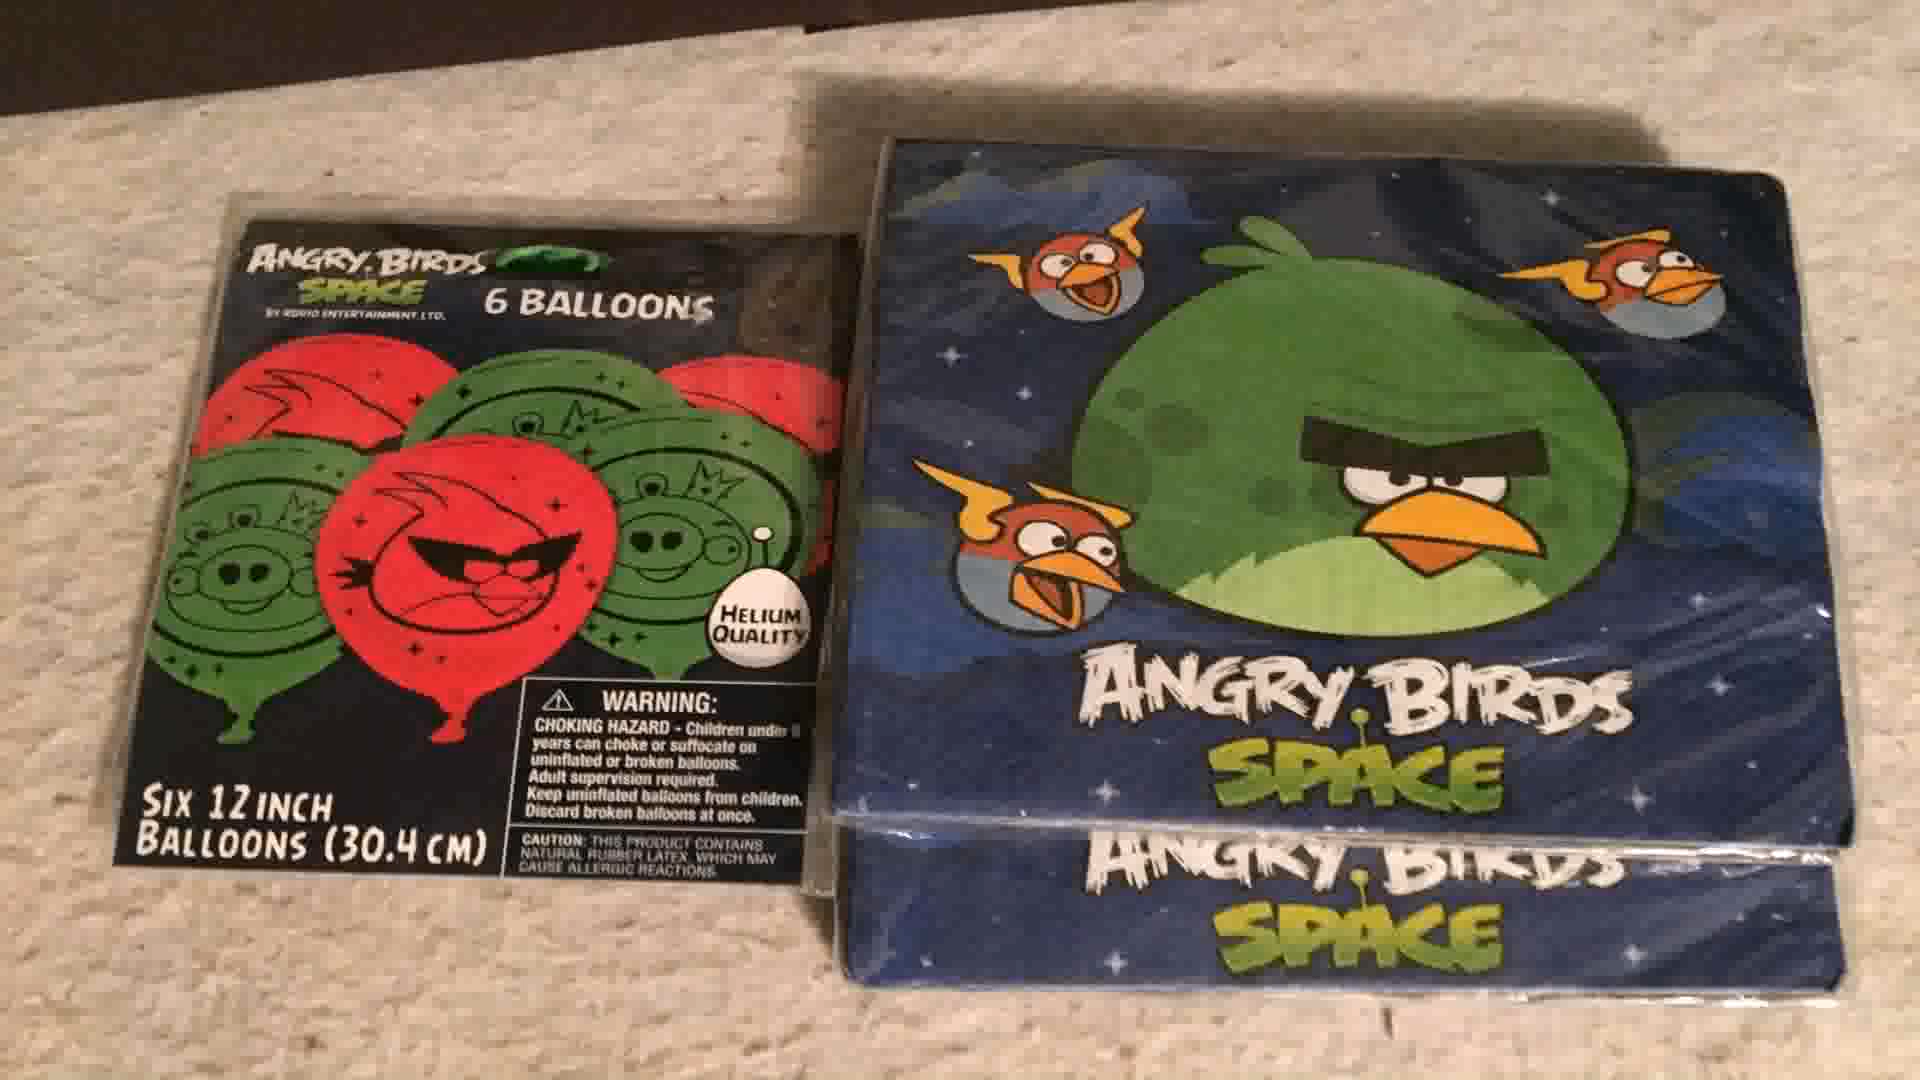 ANGRY BIRDS
SPACE
BY ROVIO ENTERTAINMENT LTD.
6 BALLOONS
HELIUM
QUALITY
WARNING:
CHOKING HAZARD - Children under 8
years can choke or suffocate on
uninflated or broken balloons.
Adult supervision required.
Keep uninflated balloons from children.
Discard broken balloons at once.
CAUTION: THIS PRODUCT CONTAINS
NATURAL RUBBER LATEX, WHICH MAY
CAUSE ALLERGIC REACTIONS.
SIX 12 INCH
BALLOONS (30.4 CM)
ANGRY BIRDS
SPACE
ANGRY BIRDS
SPACE